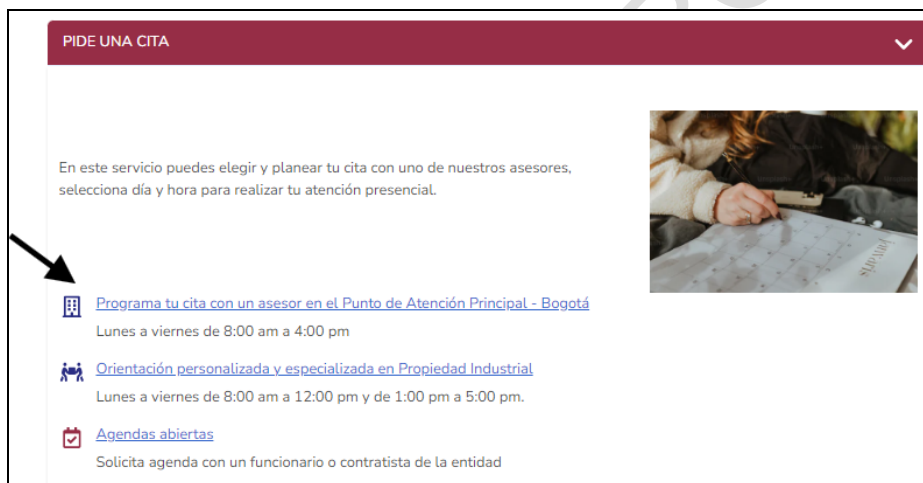 PIDE UNA CITA
En este servicio puedes elegir y planear tu cita con uno de nuestros asesores,
selecciona día y hora para realizar tu atención presencial.
Programa tu cita con un asesor en el Punto de Atención Principal - Bogotá
Lunes a viernes de 8:00 am a 4:00 pm
Orientación personalizada y especializada en Propiedad Industrial
Lunes a viernes de 8:00 am a 12:00 pm y de 1:00 pm a 5:00 pm.
Agendas abiertas
Solicita agenda con un funcionario o contratista de la entidad